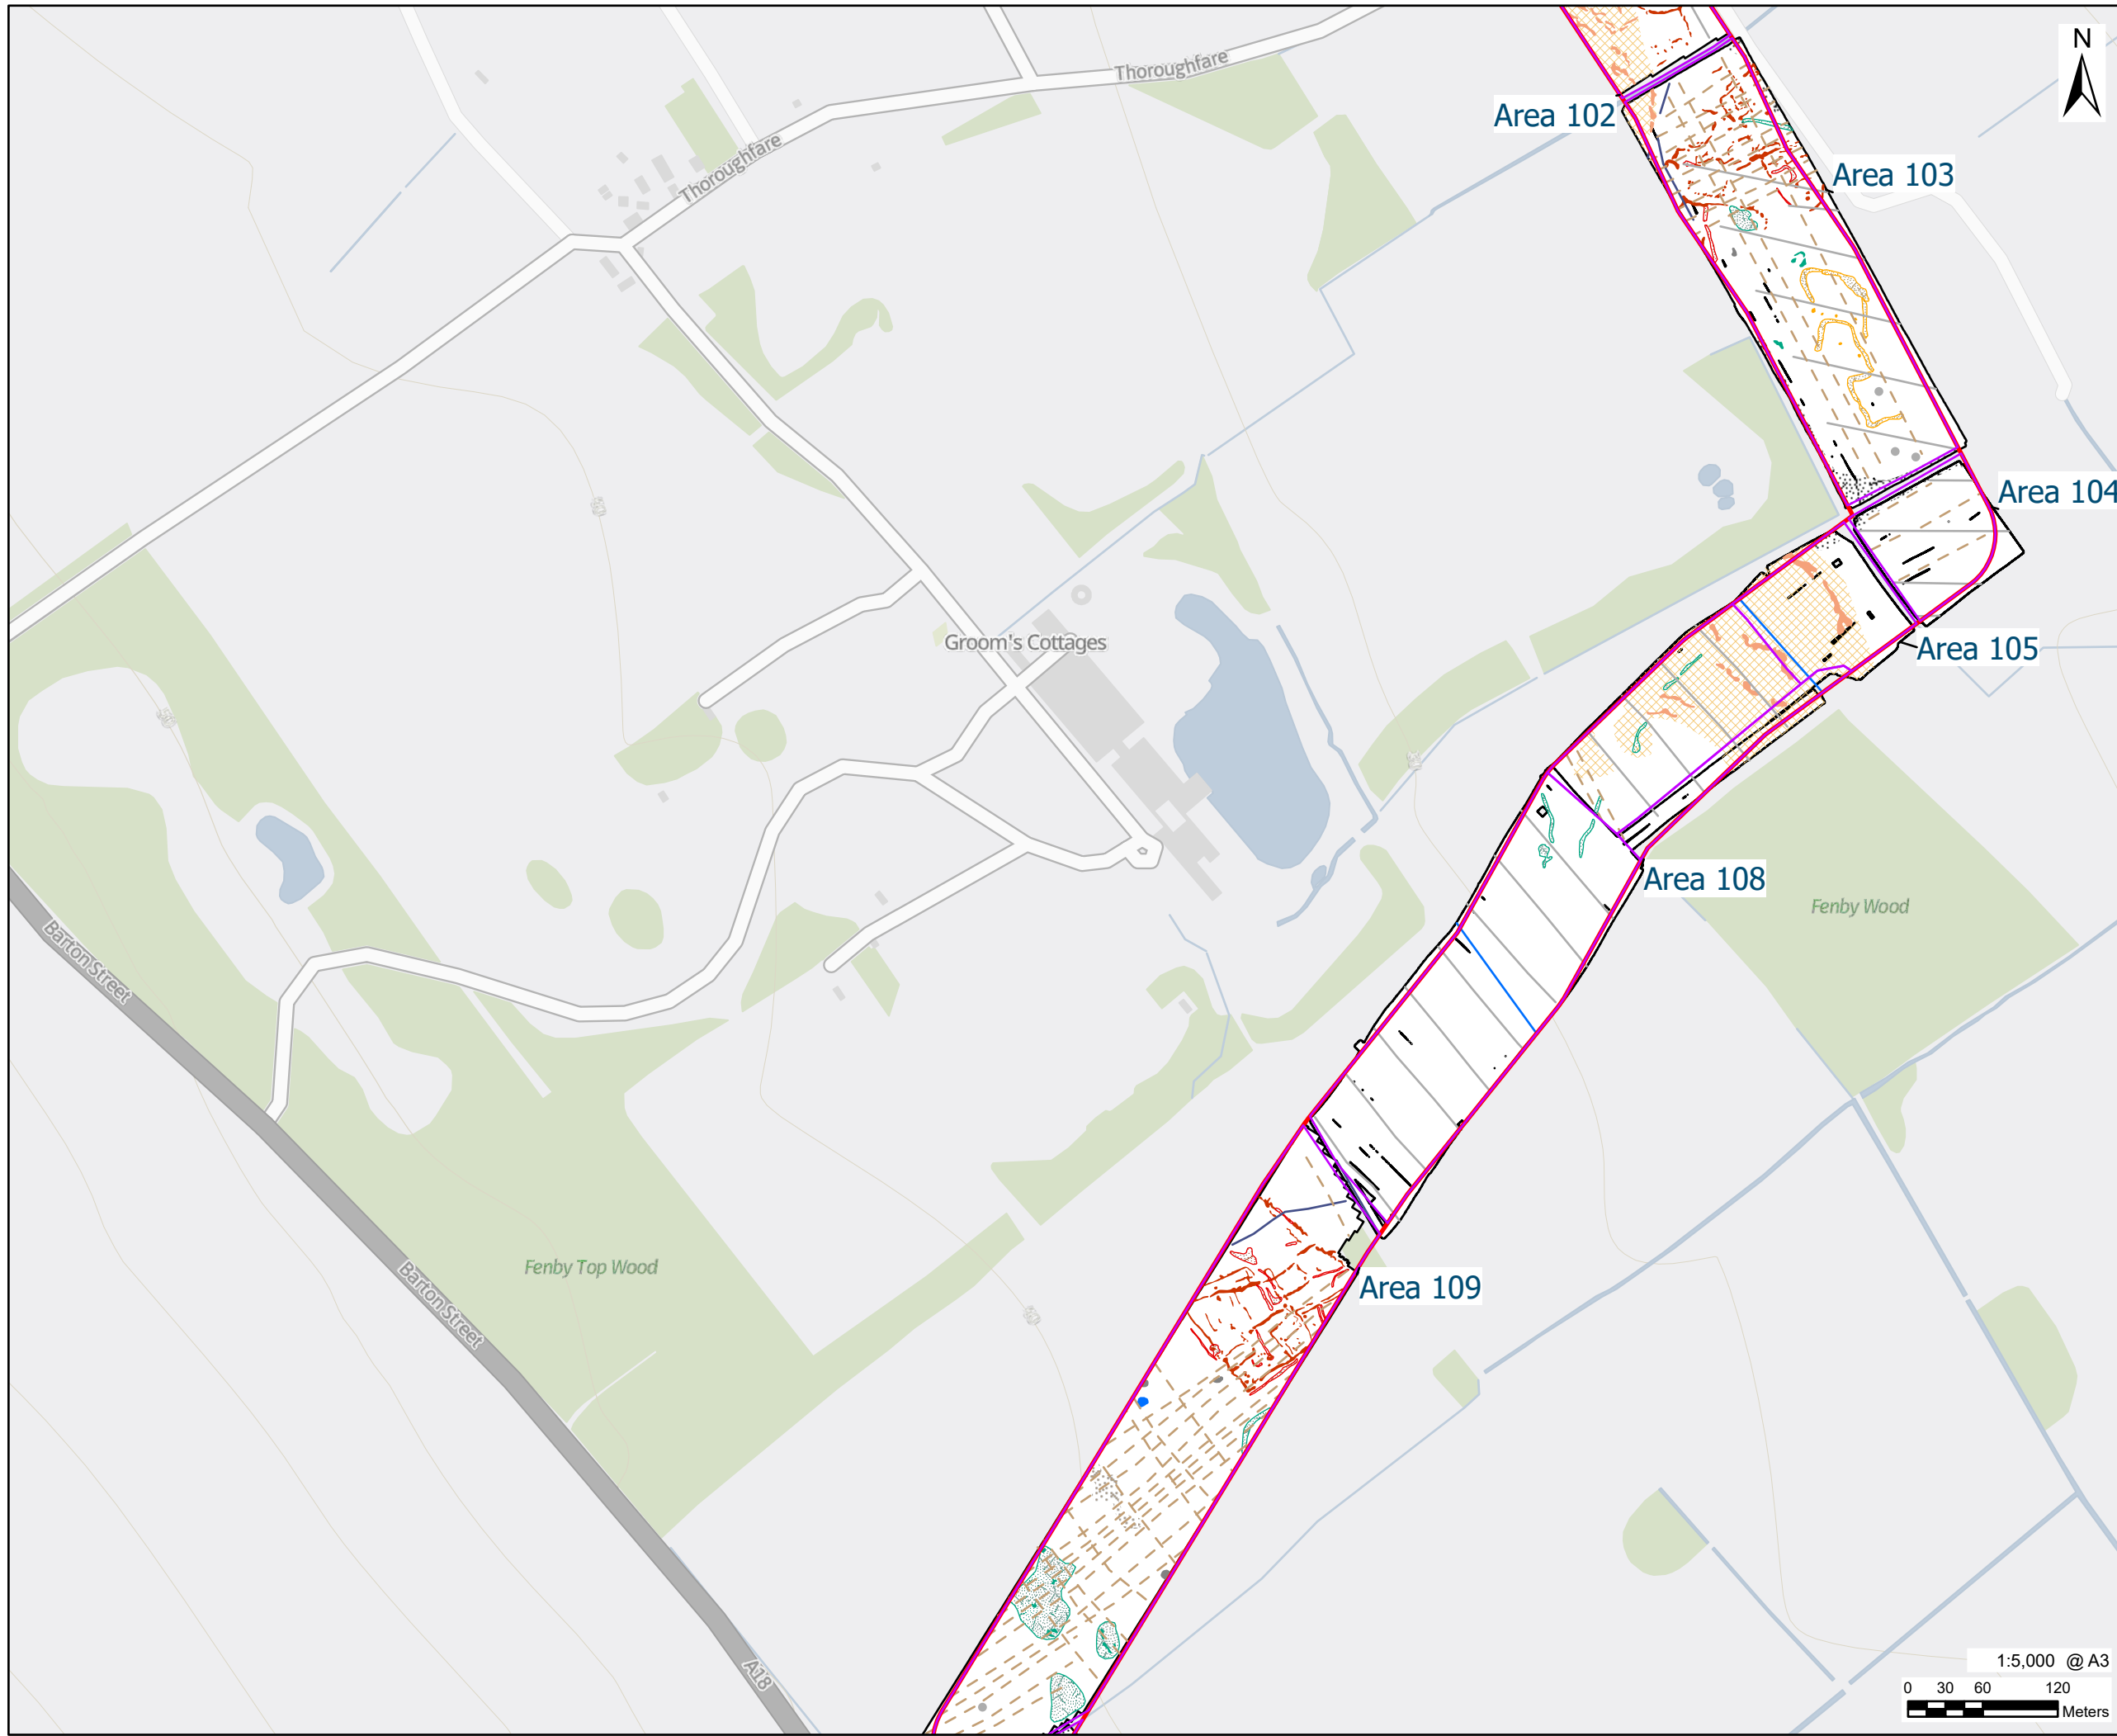 N
Thoroughfare
Area 102
Thoroughfare
Area 103
Area 104
Groom's Cottages
Area 105
Area 108
Fenby Wood
Barton Street
Fenby Top Wood
Area 109
Barton Street
A18
1:5,000 @ A3
0 30 60 120
Meters